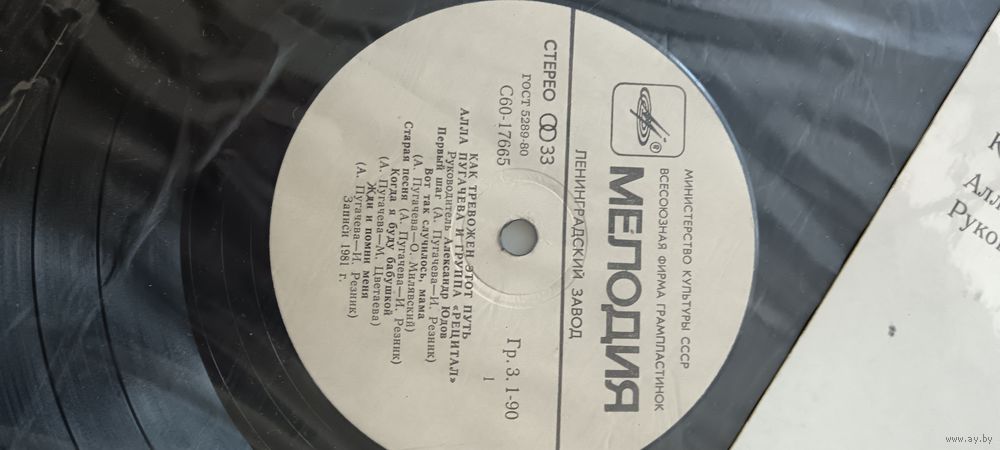 МИНИСТЕРСТВО КУЛЬТУРЫ СССР
ВСЕСОЮЗНАЯ ФИРМА ГРАМПЛАСТИНОК
®
МЕЛОДИЯ
ЛЕНИНГРАДСКИЙ ЗАВОД
СТЕРЕО 33
ГОСТ 5289-80
С60-17665
Гр. 3. 1-90
1
КАК ТРЕВОЖЕН ЭТОТ ПУТЬ
АЛЛА ПУГАЧЕВА И ГРУППА «РЕЦИТАЛ»
Руководитель Александр Юдов
Первый шаг (А. Пугачева—И. Резник)
Вот так случилось, мама
(А. Пугачева—О. Милявский)
Старая песня (А. Пугачева—И. Резник)
Когда я буду бабушкой
(А. Пугачева—М. Цветаева)
Жди и помни меня
(А. Пугачева—И. Резник)
Записи 1981 г.
К
Алл
Руко
www.ay.by